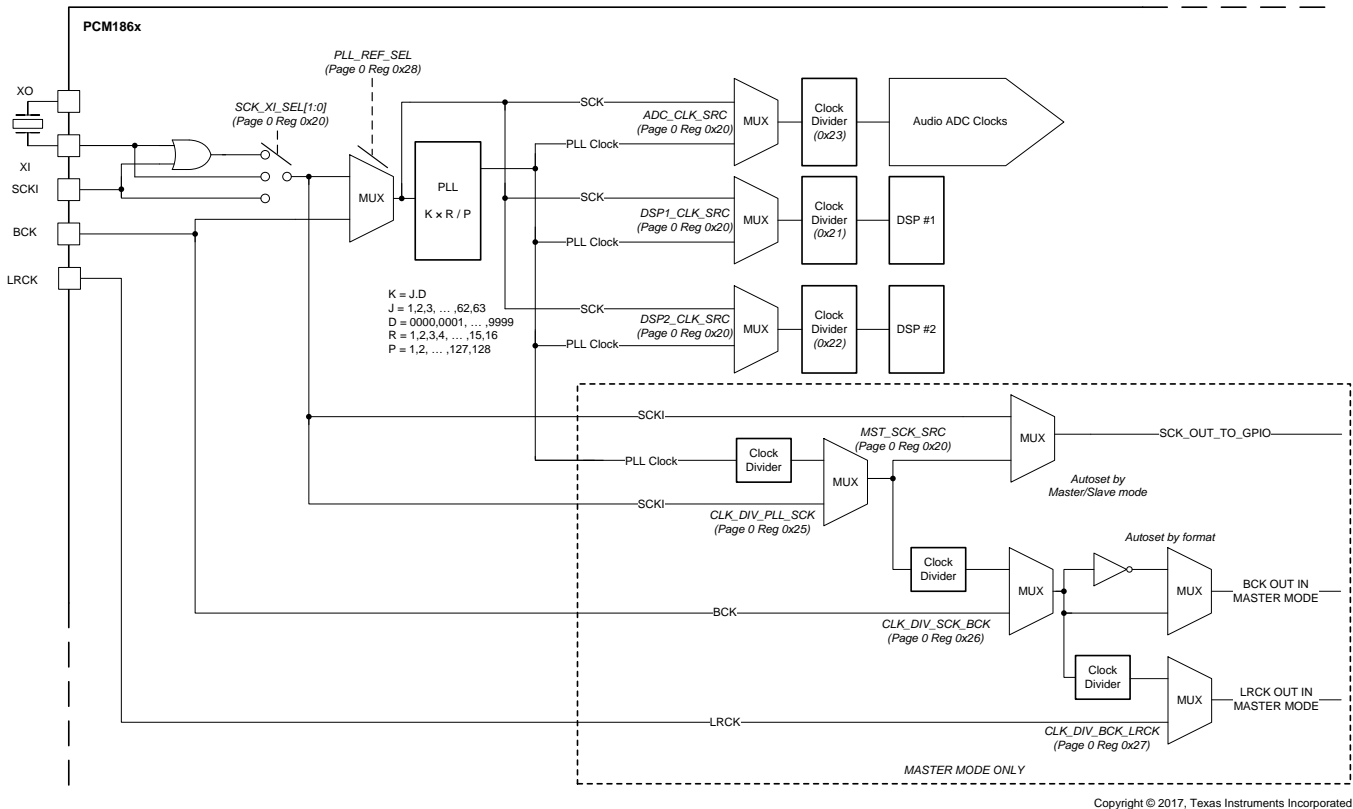 PCM186x
PLL_REF_SEL
(Page 0 Reg 0x28)
XO
SCK_XI_SEL[1:0]
(Page 0 Reg 0x20)
XI
SCKI
BCK
LRCK
MUX
PLL
K × R / P
K = J.D
J = 1,2,3, … ,62,63
D = 0000,0001, … ,9999
R = 1,2,3,4, … ,15,16
P = 1,2, … ,127,128
SCK
ADC_CLK_SRC
(Page 0 Reg 0x20)
PLL Clock
MUX
Clock
Divider
(0x23)
Audio ADC Clocks
SCK
DSP1_CLK_SRC
(Page 0 Reg 0x20)
PLL Clock
MUX
Clock
Divider
(0x21)
DSP #1
SCK
DSP2_CLK_SRC
(Page 0 Reg 0x20)
PLL Clock
MUX
Clock
Divider
(0x22)
DSP #2
SCKI
MST_SCK_SRC
(Page 0 Reg 0x20)
MUX
SCK_OUT_TO_GPIO
PLL Clock
Clock
Divider
MUX
Autoset by
Master/Slave mode
SCKI
CLK_DIV_PLL_SCK
(Page 0 Reg 0x25)
Autoset by format
Clock
Divider
MUX
MUX
BCK OUT IN
MASTER MODE
BCK
CLK_DIV_SCK_BCK
(Page 0 Reg 0x26)
Clock
Divider
MUX
LRCK OUT IN
MASTER MODE
LRCK
CLK_DIV_BCK_LRCK
(Page 0 Reg 0x27)
MASTER MODE ONLY
Copyright © 2017, Texas Instruments Incorporated